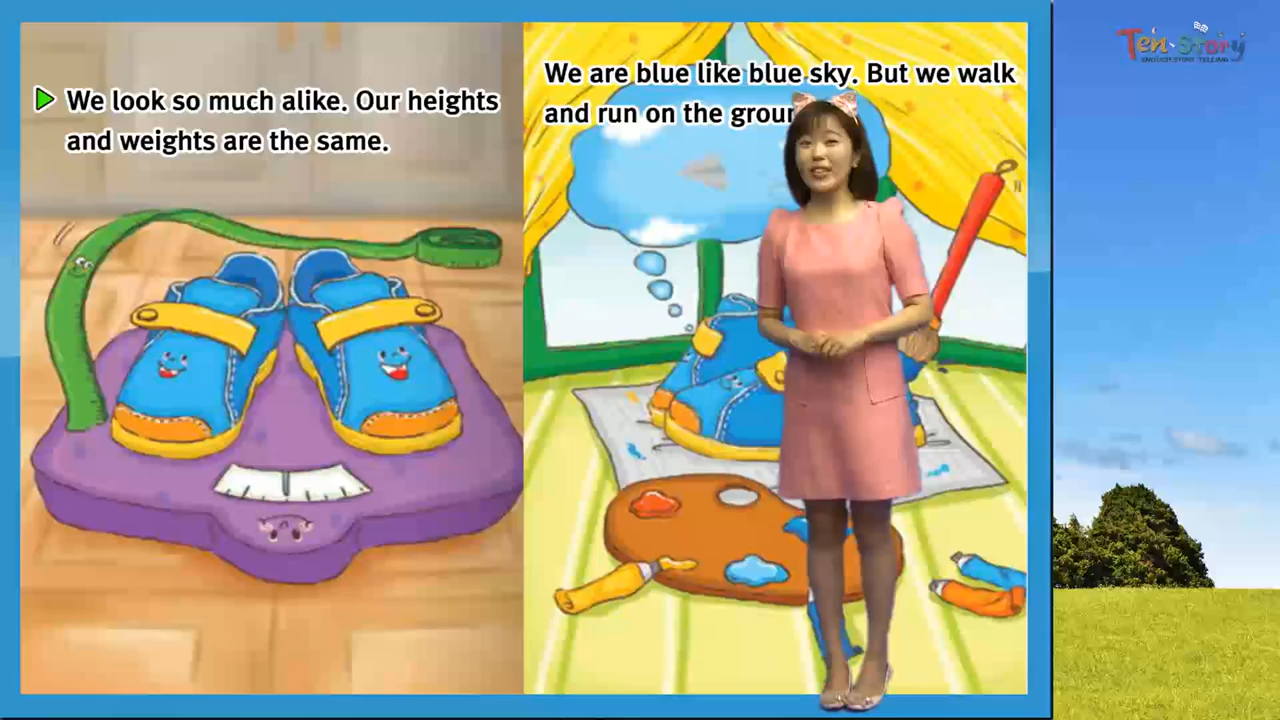 We look so much alike. Our heights
and weights are the same.
We are blue like blue sky. But we walk
and run on the
Ten Story